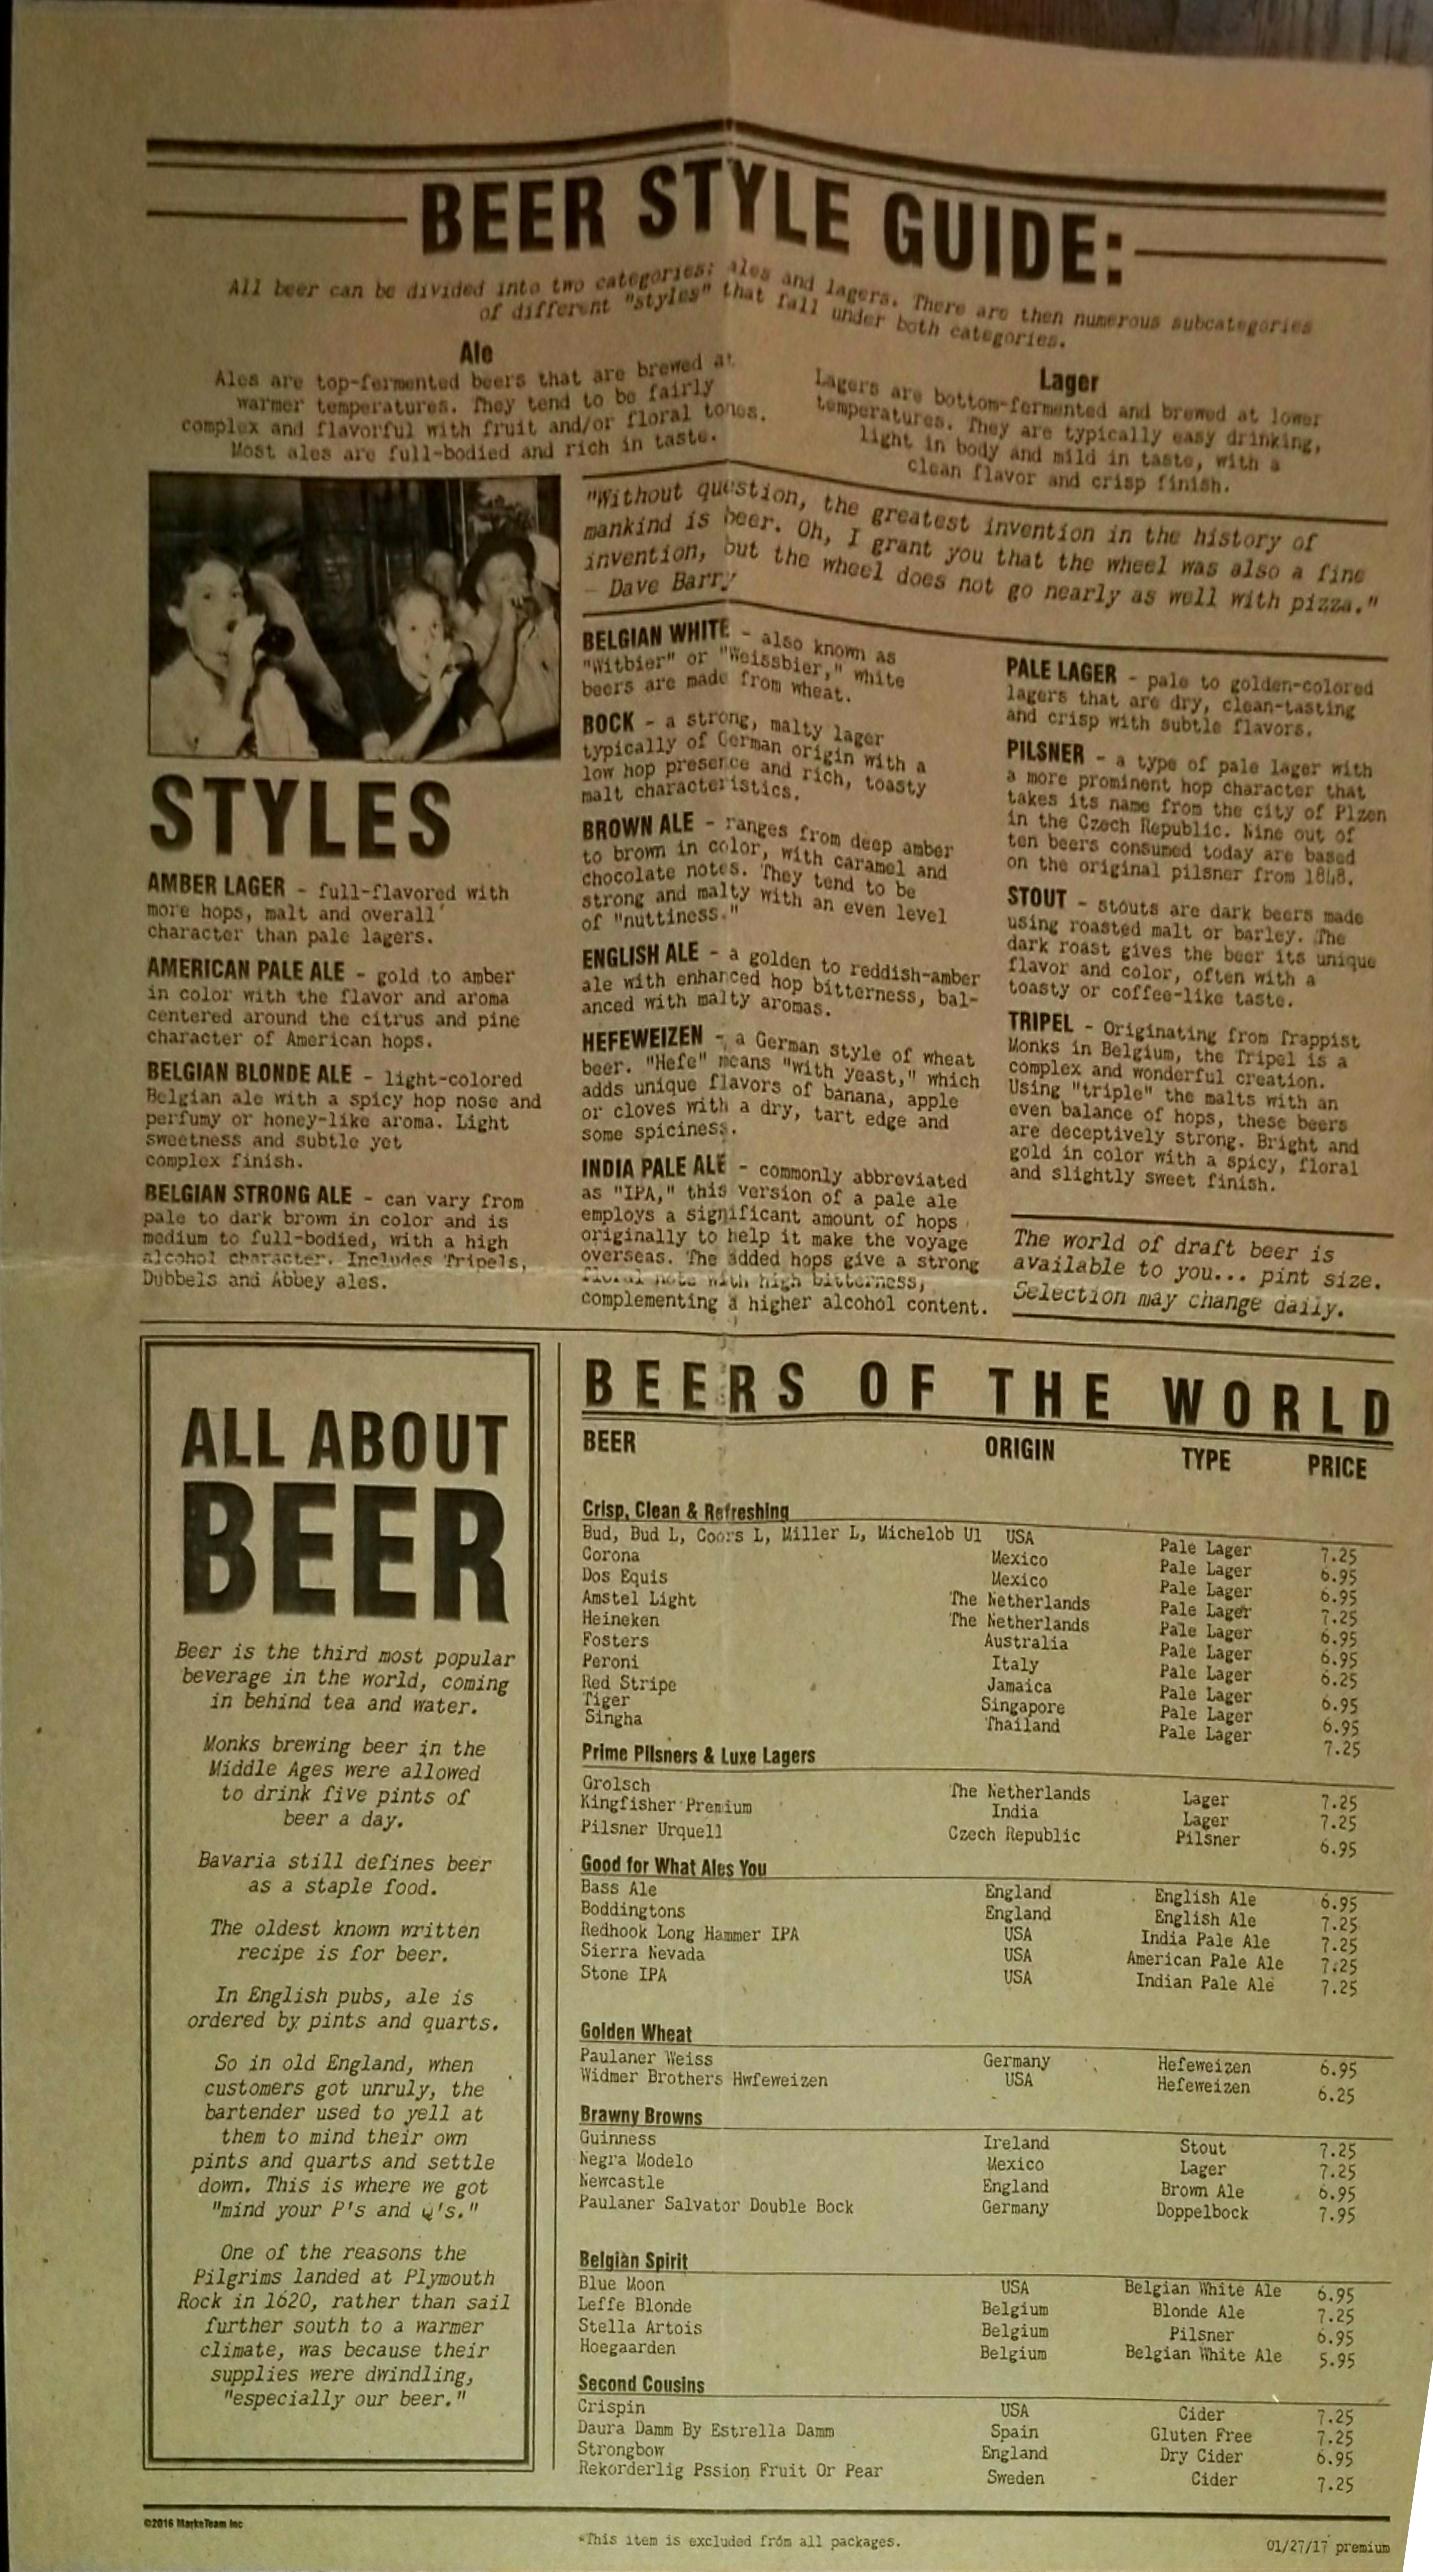 BEER STYLE GUIDE:
All beer can be divided into two categories: ales and lagers. There are then numerous subcategories
of different "styles" that fall under both categories.
Ale
Ales are top-fermented beers that are brewed at
warmer temperatures. They tend to be fairly
complex and flavorful with fruit and/or floral tones.
Most ales are full-bodied and rich in taste.
Lager
Lagers are bottom-fermented and brewed at lower
temperatures. They are typically easy drinking,
light in body and mild in taste, with a
clean flavor and crisp finish.
"Without question, the greatest invention in the history of
mankind is beer. Oh, I grant you that the wheel was also a fine
invention, but the wheel does not go nearly as well with pizza."
- Dave Barry
STYLES
AMBER LAGER - full-flavored with
more hops, malt and overall
character than pale lagers.
AMERICAN PALE ALE - gold to amber
in color with the flavor and aroma
centered around the citrus and pine
character of American hops.
BELGIAN BLONDE ALE - light-colored
Belgian ale with a spicy hop nose and
perfumy or honey-like aroma. Light
sweetness and subtle yet
complex finish.
BELGIAN STRONG ALE - can vary from
pale to dark brown in color and is
medium to full-bodied, with a high
alcohol character. Includes Tripels,
Dubbels and Abbey ales.
BELGIAN WHITE - also known as
"Witbier" or "Weissbier," white
beers are made from wheat.
BOCK - a strong, malty lager
typically of German origin with a
low hop presence and rich, toasty
malt characteristics.
BROWN ALE - ranges from deep amber
to brown in color, with caramel and
chocolate notes. They tend to be
strong and malty with an even level
of "nuttiness."
ENGLISH ALE - a golden to reddish-amber
ale with enhanced hop bitterness, bal-
anced with malty aromas.
HEFEWEIZEN - a German style of wheat
beer. "Hefe" means "with yeast," which
adds unique flavors of banana, apple
or cloves with a dry, tart edge and
some spiciness.
INDIA PALE ALE - commonly abbreviated
as "IPA," this version of a pale ale
employs a significant amount of hops
originally to help it make the voyage
overseas. The added hops give a strong
floral note with high bitterness,
complementing a higher alcohol content.
PALE LAGER - pale to golden-colored
lagers that are dry, clean-tasting
and crisp with subtle flavors.
PILSNER - a type of pale lager with
a more prominent hop character that
takes its name from the city of Plzen
in the Czech Republic. Nine out of
ten beers consumed today are based
on the original pilsner from 1848.
STOUT - stouts are dark beers made
using roasted malt or barley. The
dark roast gives the beer its unique
flavor and color, often with a
toasty or coffee-like taste.
TRIPEL - Originating from Trappist
Monks in Belgium, the Tripel is a
complex and wonderful creation.
Using "triple" the malts with an
even balance of hops, these beers
are deceptively strong. Bright and
gold in color with a spicy, floral
and slightly sweet finish.
The world of draft beer is
available to you... pint size.
Selection may change daily.
ALL ABOUT
BEER
Beer is the third most popular
beverage in the world, coming
in behind tea and water.
Monks brewing beer in the
Middle Ages were allowed
to drink five pints of
beer a day.
Bavaria still defines beer
as a staple food.
The oldest known written
recipe is for beer.
In English pubs, ale is
ordered by pints and quarts.
So in old England, when
customers got unruly, the
bartender used to yell at
them to mind their own
pints and quarts and settle
down. This is where we got
"mind your P's and Q's."
One of the reasons the
Pilgrims landed at Plymouth
Rock in 1620, rather than sail
further south to a warmer
climate, was because their
supplies were dwindling,
"especially our beer."
BEERS OF THE WORLD
BEER ORIGIN TYPE PRICE
Crisp, Clean & Refreshing
Bud, Bud L, Coors L, Miller L, Michelob Ul USA Pale Lager 7.25
Corona Mexico Pale Lager 6.95
Dos Equis Mexico Pale Lager 6.95
Amstel Light The Netherlands Pale Lager 7.25
Heineken The Netherlands Pale Lager 6.95
Fosters Australia Pale Lager 6.95
Peroni Italy Pale Lager 6.25
Red Stripe Jamaica Pale Lager 6.95
Tiger Singapore Pale Lager 6.95
Singha Thailand Pale Lager 7.25
Prime Pilsners & Luxe Lagers
Grolsch The Netherlands Lager 7.25
Kingfisher Premium India Lager 7.25
Pilsner Urquell Czech Republic Pilsner 6.95
Good for What Ales You
Bass Ale England English Ale 6.95
Boddingtons England English Ale 7.25
Redhook Long Hammer IPA USA India Pale Ale 7.25
Sierra Nevada USA American Pale Ale 7.25
Stone IPA USA Indian Pale Ale 7.25
Golden Wheat
Paulaner Weiss Germany Hefeweizen 6.95
Widmer Brothers Hwfeweizen USA Hefeweizen 6.25
Brawny Browns
Guinness Ireland Stout 7.25
Negra Modelo Mexico Lager 7.25
Newcastle England Brown Ale 6.95
Paulaner Salvator Double Bock Germany Doppelbock 7.95
Belgian Spirit
Blue Moon USA Belgian White Ale 6.95
Leffe Blonde Belgium Blonde Ale 7.25
Stella Artois Belgium Pilsner 6.95
Hoegaarden Belgium Belgian White Ale 5.95
Second Cousins
Crispin USA Cider 7.25
Daura Damm By Estrella Damm Spain Gluten Free 7.25
Strongbow England Dry Cider 6.95
Rekorderlig Pssion Fruit Or Pear Sweden Cider 7.25
©2016 MarkeTeam Inc
*This item is excluded from all packages.
01/27/17 premium